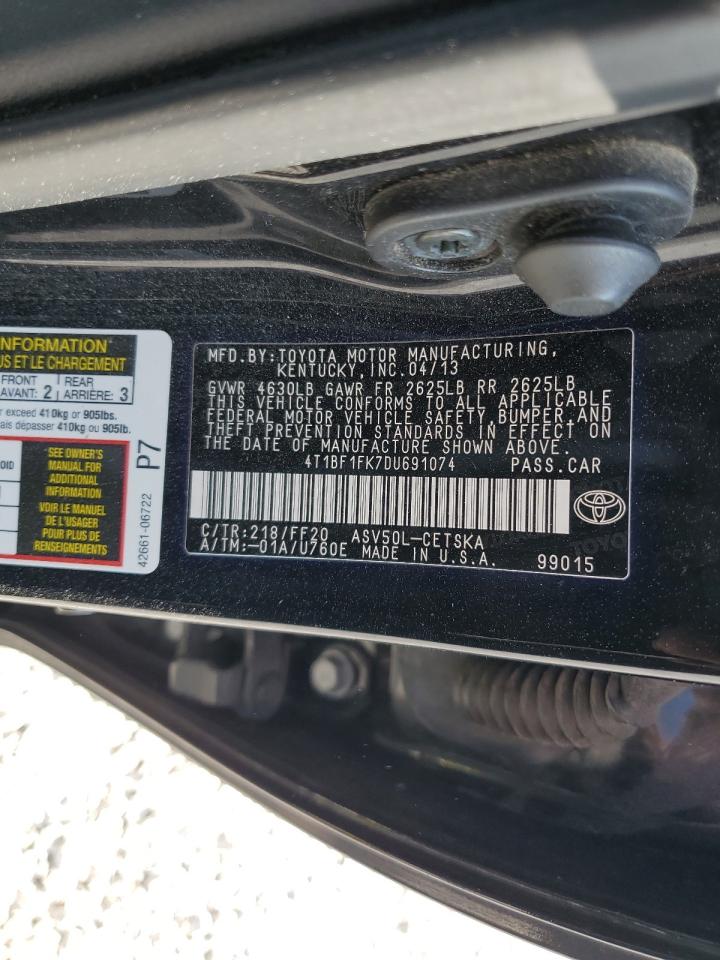 INFORMATION
US ET LE CHARGEMENT
FRONT
AVANT: 2
REAR
ARRIÈRE: 3
exceed 410kg or 905lbs.
dépasser 410kg ou 905lb.
SEE OWNER'S
MANUAL FOR
ADDITIONAL
INFORMATION
VOIR LE MANUEL
DE L'USAGER
POUR PLUS DE
RENSEIGNEMENTS
P7
42661-06722
MFD.BY:TOYOTA MOTOR MANUFACTURING,
KENTUCKY,INC.04/13
GVWR 4630LB GAWR FR 2625LB RR 2625LB
THIS VEHICLE CONFORMS TO ALL APPLICABLE
FEDERAL MOTOR VEHICLE SAFETY,BUMPER,AND
THEFT PREVENTION STANDARDS IN EFFECT ON
THE DATE OF MANUFACTURE SHOWN ABOVE.
4T1BF1FK7DU691074 PASS.CAR
C/TR:218/FF20 ASV50L-CETSKA
A/TM:-01A/U760E MADE IN U.S.A. 99015